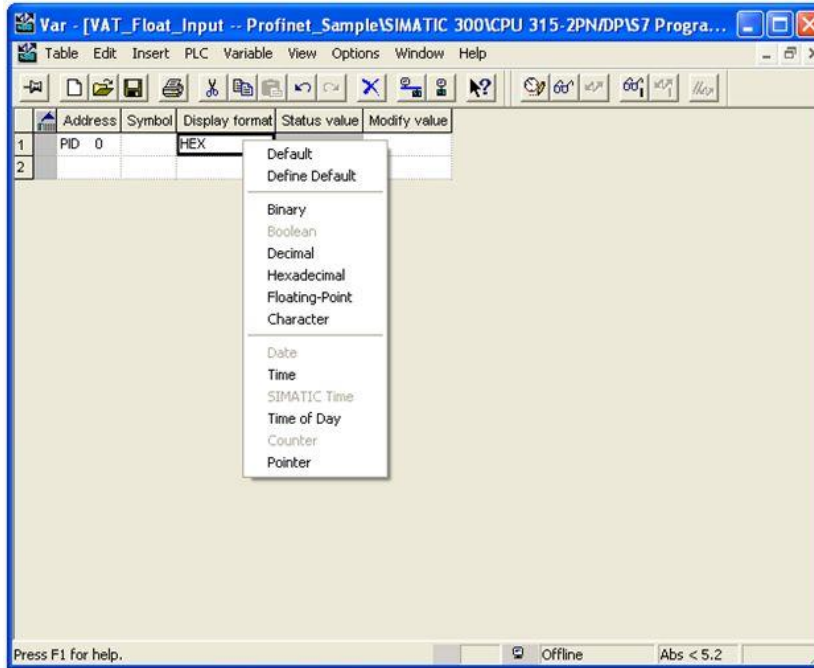 Var - [VAT_Float_Input -- Profinet_Sample\SIMATIC 300\CPU 315-2PN/DP\S7 Progra...
Table Edit Insert PLC Variable View Options Window Help
Address Symbol Display format Status value Modify value
1 PID 0 HEX
2
Default
Define Default
Binary
Boolean
Decimal
Hexadecimal
Floating-Point
Character
Date
Time
SIMATIC Time
Time of Day
Counter
Pointer
Press F1 for help. Offline Abs < 5.2